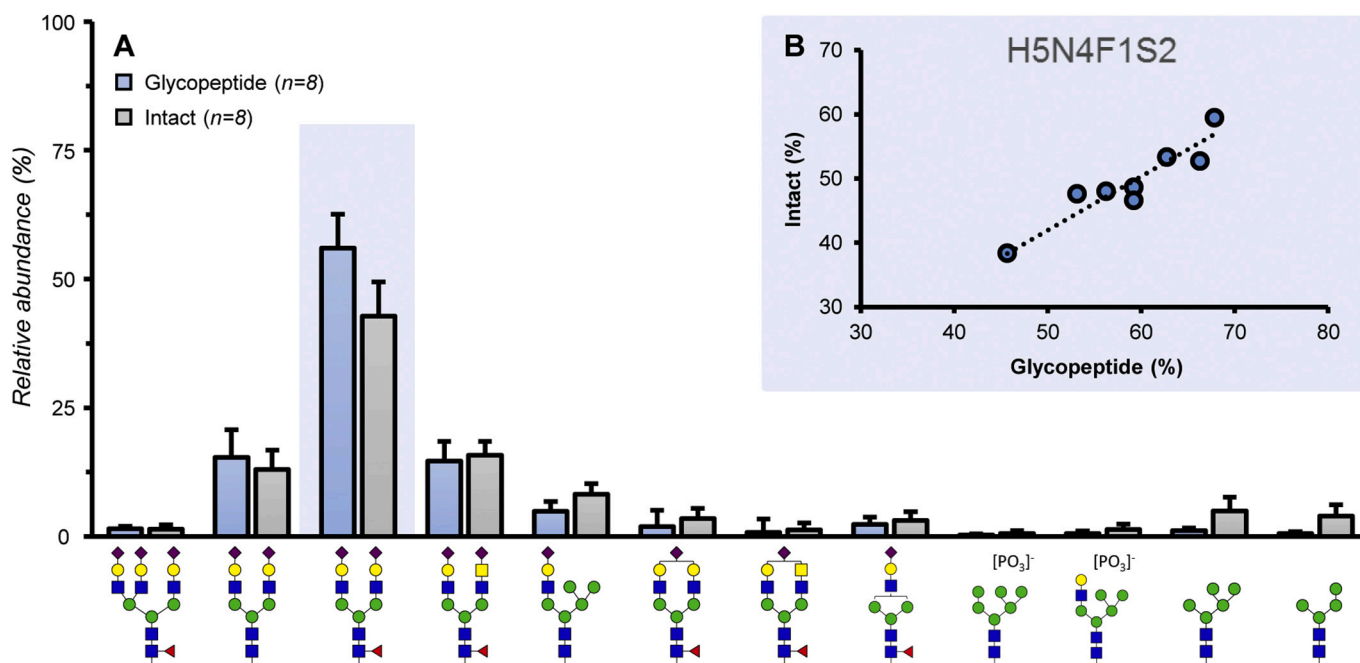 A
Glycopeptide (n=8)
Intact (n=8)
Relative abundance (%)
100
75
50
25
0
B
H5N4F1S2
Intact (%)
70
60
50
40
30
30 40 50 60 70 80
Glycopeptide (%)
[PO₃]⁻ [PO₃]⁻